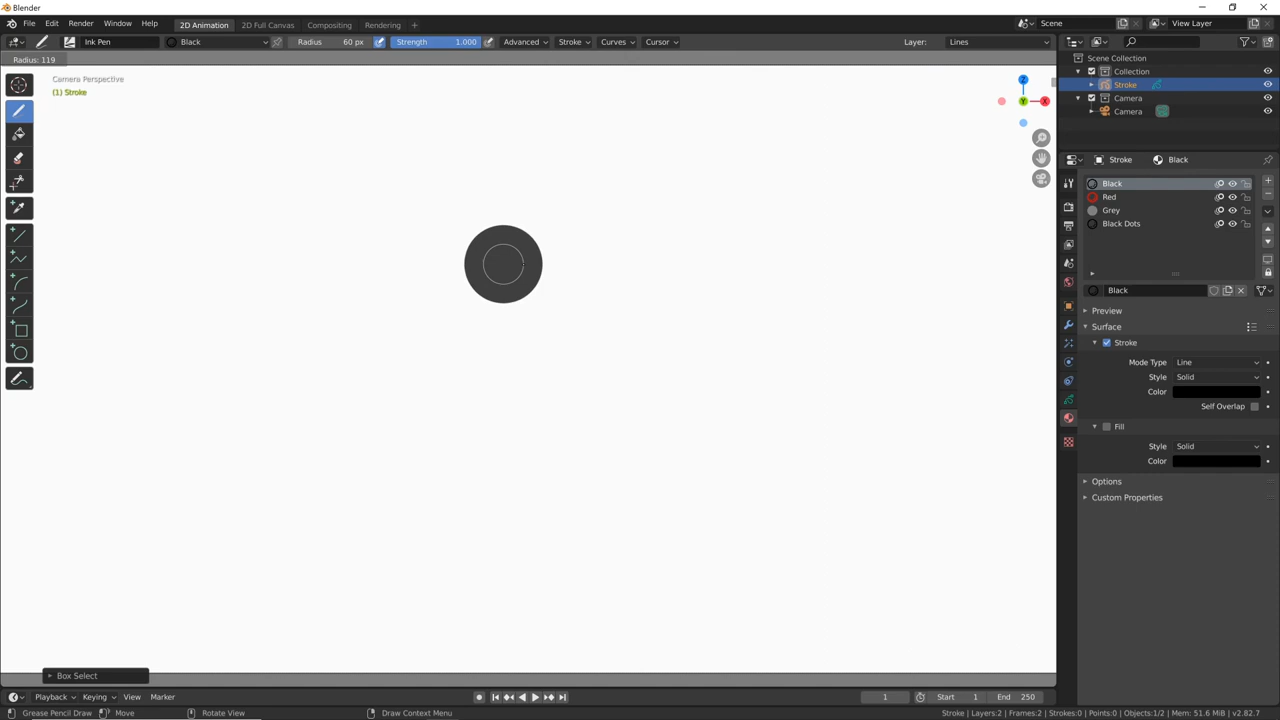 Blender
File Edit Render Window Help 2D Animation 2D Full Canvas Compositing Rendering + Scene View Layer
Ink Pen Black Radius 60 px Strength 1.000 Advanced Stroke Curves Cursor Layer: Lines
Radius: 119
Camera Perspective
(1) Stroke
Z
Y
X
Scene Collection
Collection
Stroke
Camera
Camera
Stroke Black
Black
Red
Grey
Black Dots
Black
Preview
Surface
Stroke
Mode Type Line
Style Solid
Color
Self Overlap
Fill
Style Solid
Color
Options
Custom Properties
Box Select
Playback Keying View Marker 1 Start 1 End 250
Grease Pencil Draw Move Rotate View Draw Context Menu Stroke | Layers:2 | Frames:2 | Strokes:0 | Points:0 | Objects:1/2 | Mem: 51.6 MiB | v2.82.7